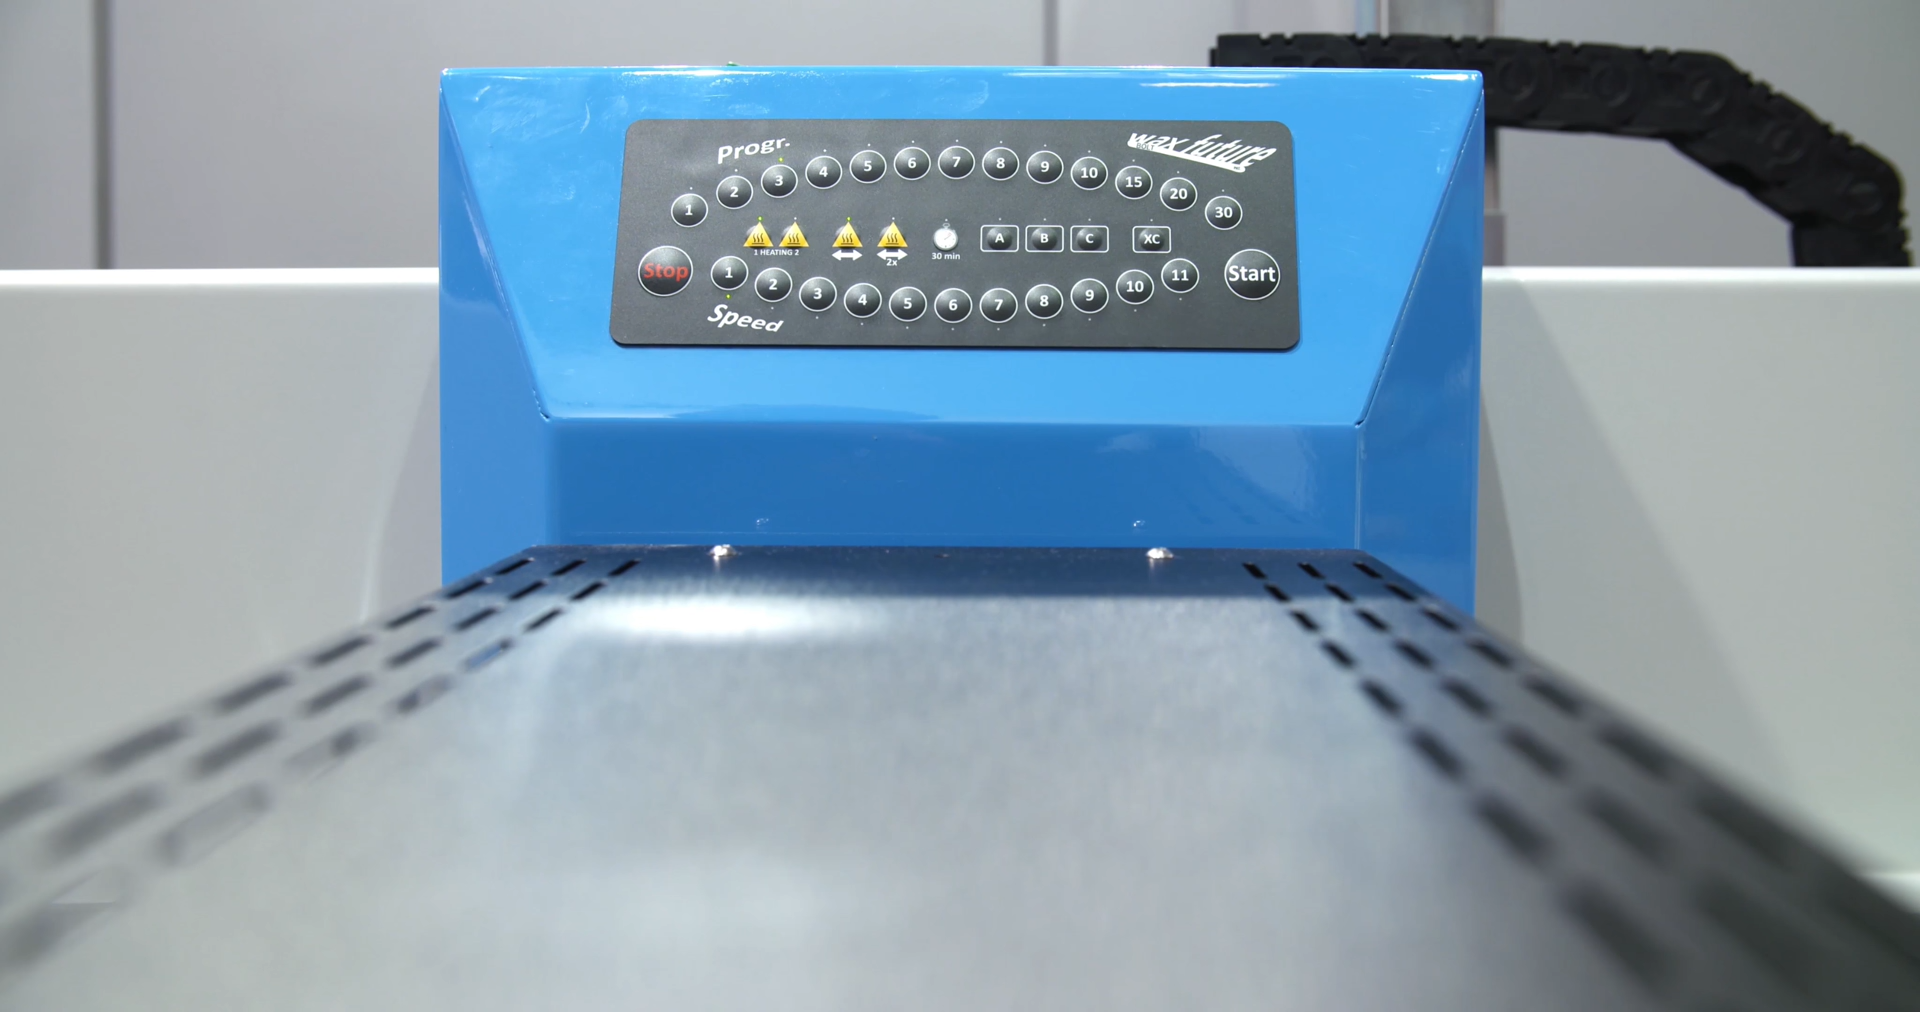 Progr.
wax future
1 2 3 4 5 6 7 8 9 10 15 20 30
1 HEATING 2
2x
30 min
A B C XC
Stop
Start
1 2 3 4 5 6 7 8 9 10 11
Speed